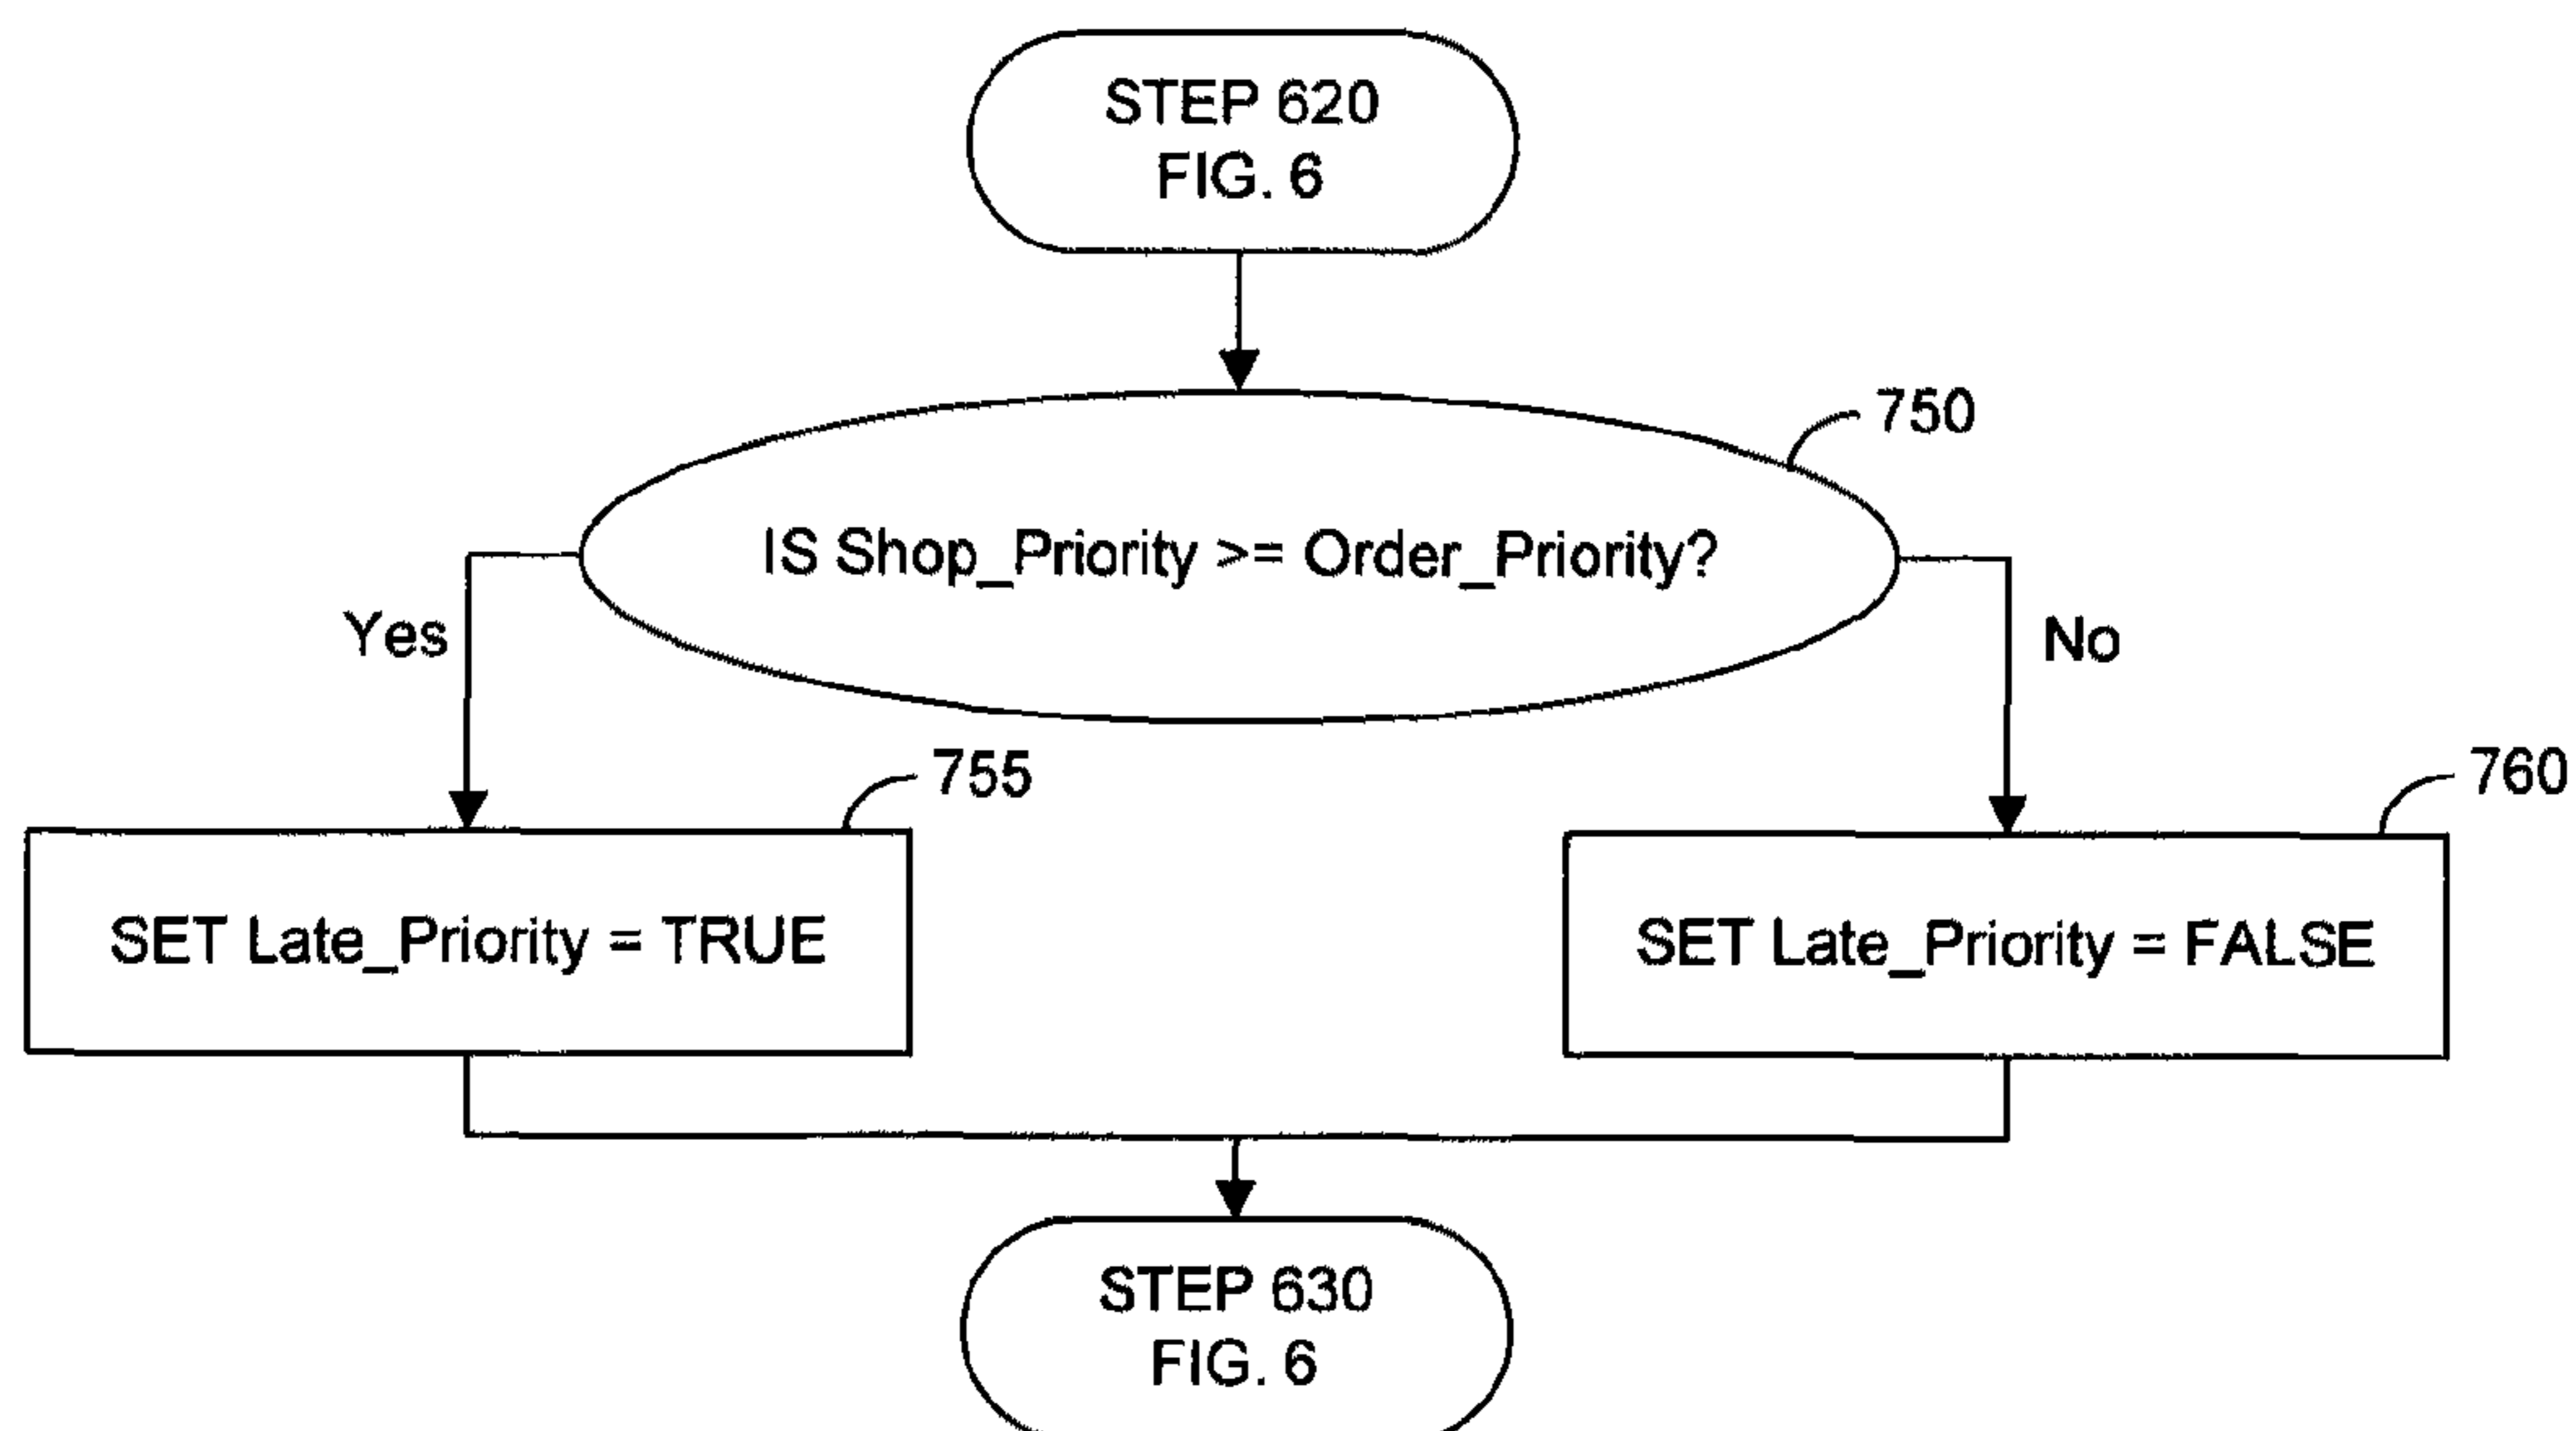 STEP 620
FIG. 6
750
IS Shop_Priority >= Order_Priority?
Yes
No
755
760
SET Late_Priority = TRUE
SET Late_Priority = FALSE
STEP 630
FIG. 6